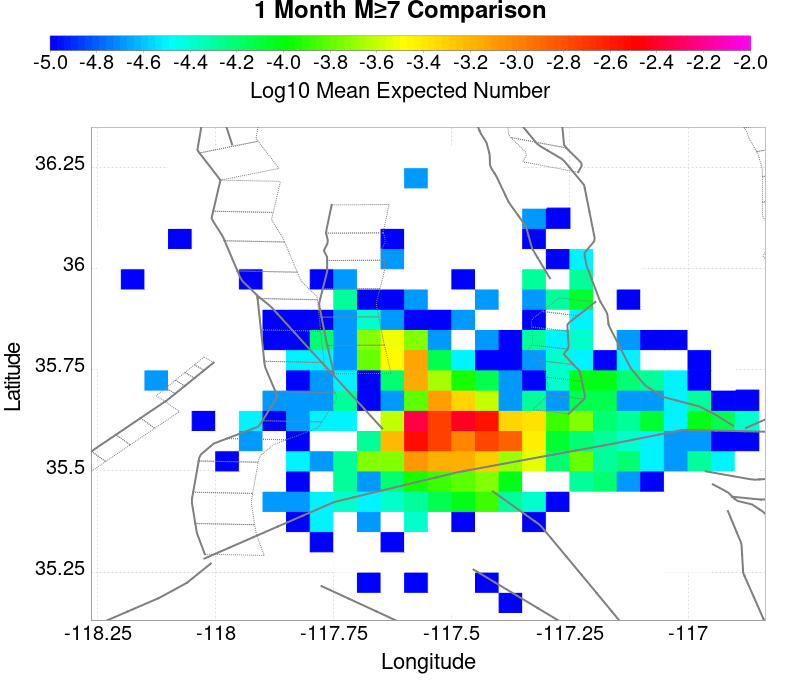 1 Month M≥7 Comparison
-5.0 -4.8 -4.6 -4.4 -4.2 -4.0 -3.8 -3.6 -3.4 -3.2 -3.0 -2.8 -2.6 -2.4 -2.2 -2.0
Log10 Mean Expected Number
36.25
36
35.75
35.5
35.25
Latitude
-118.25 -118 -117.75 -117.5 -117.25 -117
Longitude